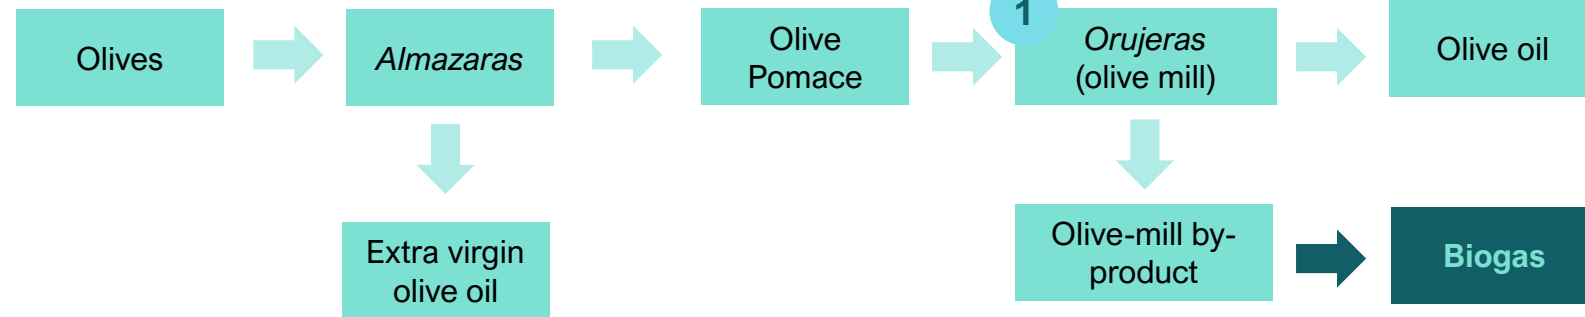 Olives
Almazaras
Olive
Pomace
1
Orujeras
(olive mill)
Olive oil
Extra virgin
olive oil
Olive-mill by-
product
Biogas